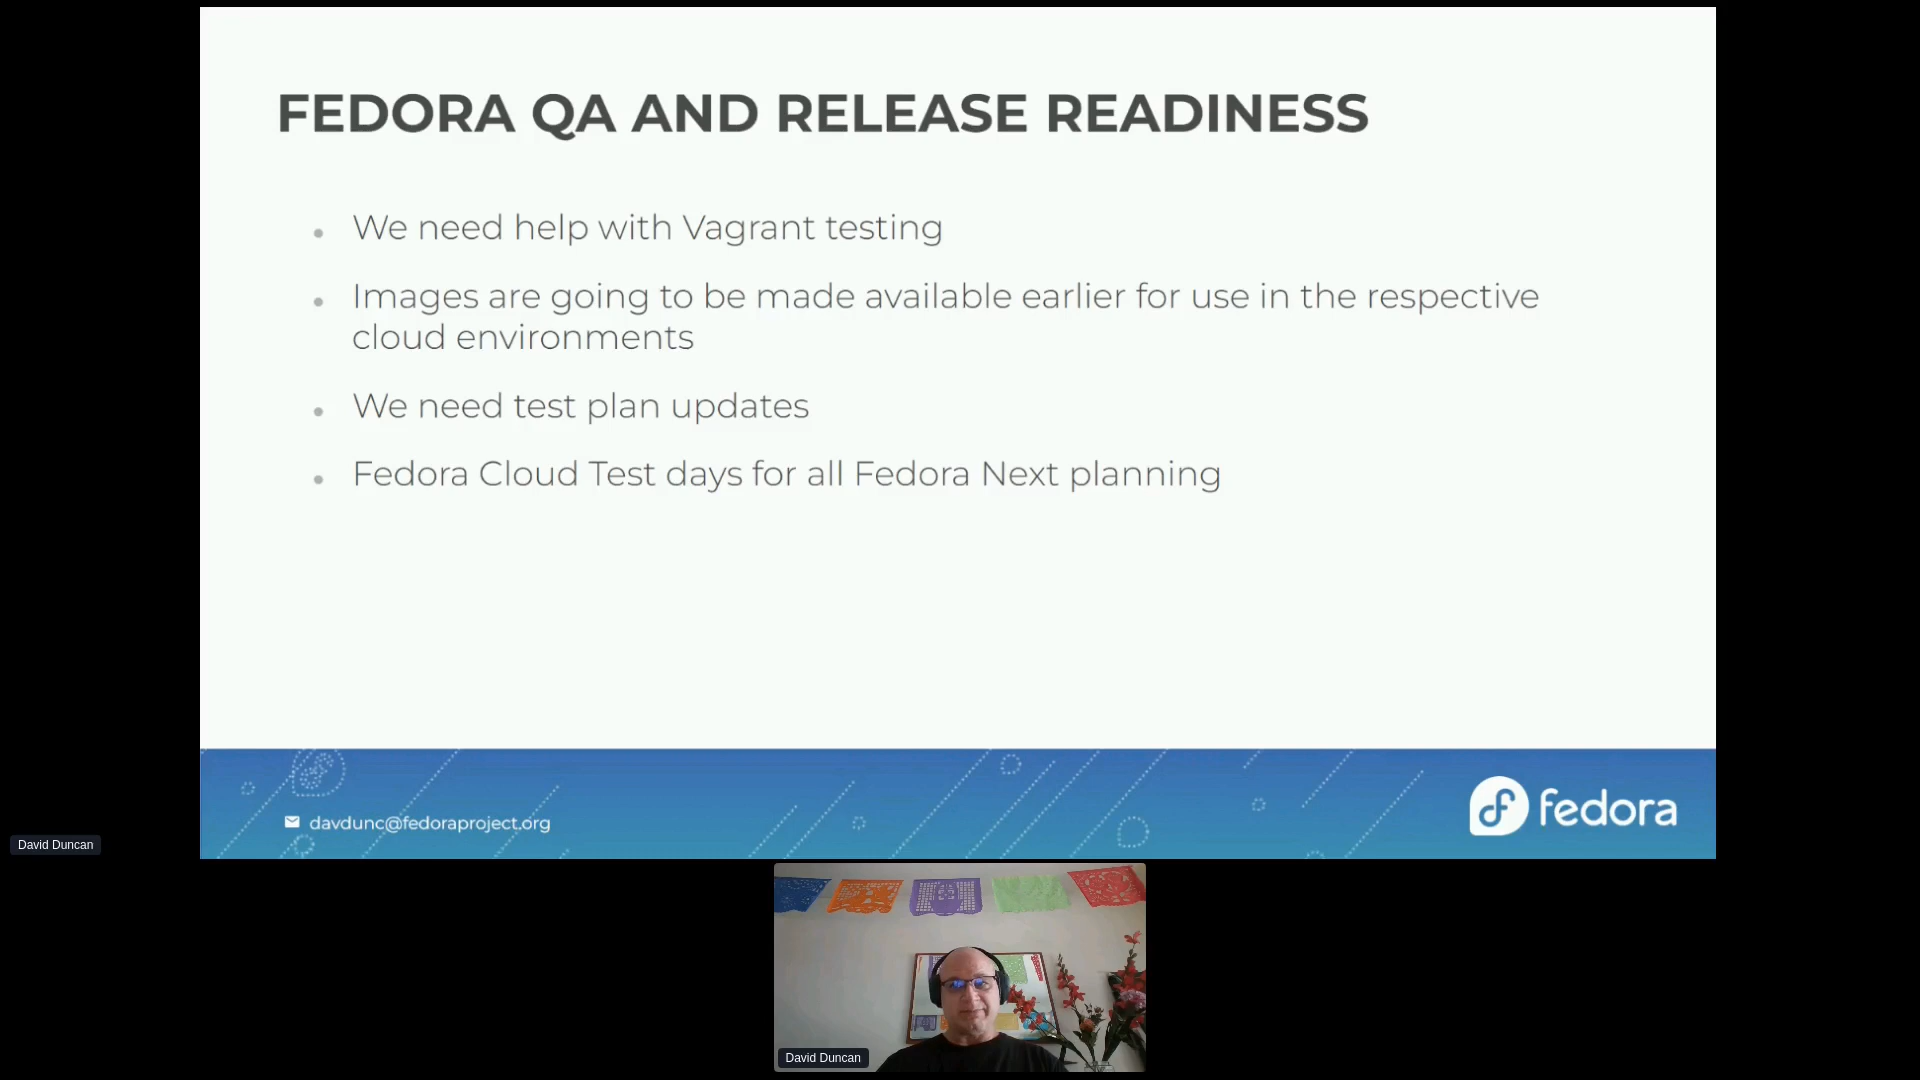 FEDORA QA AND RELEASE READINESS
We need help with Vagrant testing
Images are going to be made available earlier for use in the respective
cloud environments
We need test plan updates
Fedora Cloud Test days for all Fedora Next planning
davdunc@fedoraproject.org
fedora
David Duncan
David Duncan